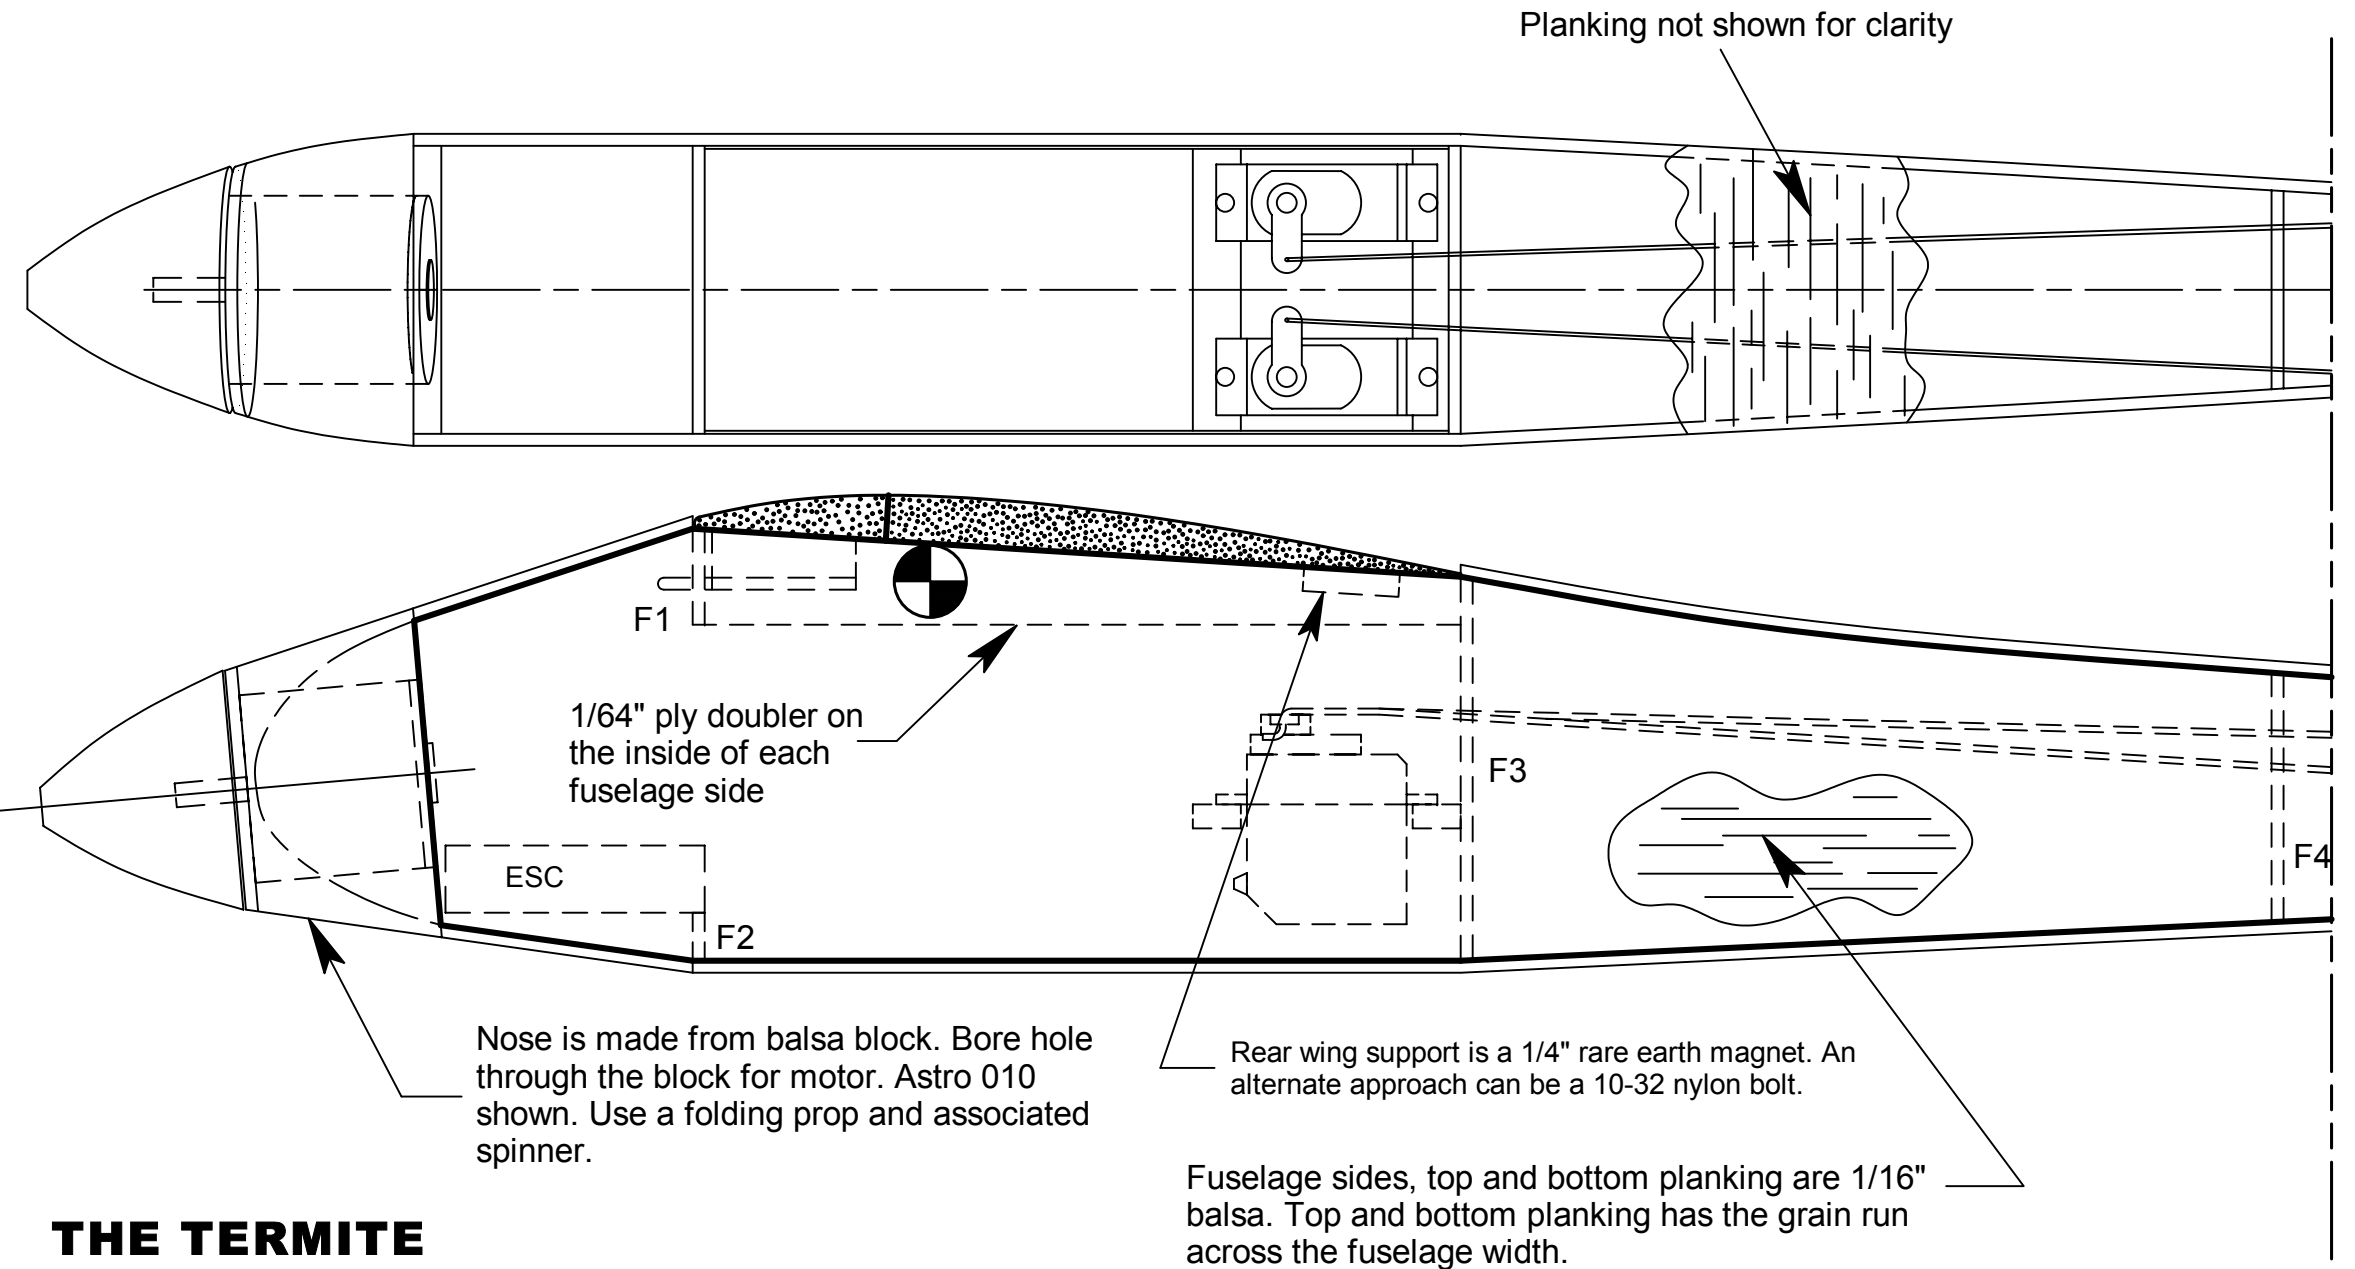 Planking not shown for clarity
F1
1/64" ply doubler on
the inside of each
fuselage side
F3
ESC
F4
F2
Nose is made from balsa block. Bore hole
through the block for motor. Astro 010
shown. Use a folding prop and associated
spinner.
Rear wing support is a 1/4" rare earth magnet. An
alternate approach can be a 10-32 nylon bolt.
Fuselage sides, top and bottom planking are 1/16"
balsa. Top and bottom planking has the grain run
across the fuselage width.
THE TERMITE